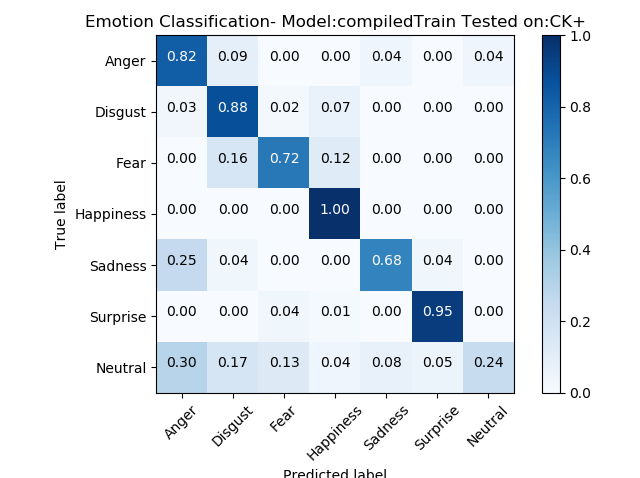 Emotion Classification- Model:compiledTrain Tested on:CK+
Anger 0.82 0.09 0.00 0.00 0.04 0.00 0.04
Disgust 0.03 0.88 0.02 0.07 0.00 0.00 0.00
Fear 0.00 0.16 0.72 0.12 0.00 0.00 0.00
Happiness 0.00 0.00 0.00 1.00 0.00 0.00 0.00
Sadness 0.25 0.04 0.00 0.00 0.68 0.04 0.00
Surprise 0.00 0.00 0.04 0.01 0.00 0.95 0.00
Neutral 0.30 0.17 0.13 0.04 0.08 0.05 0.24
True label
Anger Disgust Fear Happiness Sadness Surprise Neutral
Predicted label
1.0
0.8
0.6
0.4
0.2
0.0